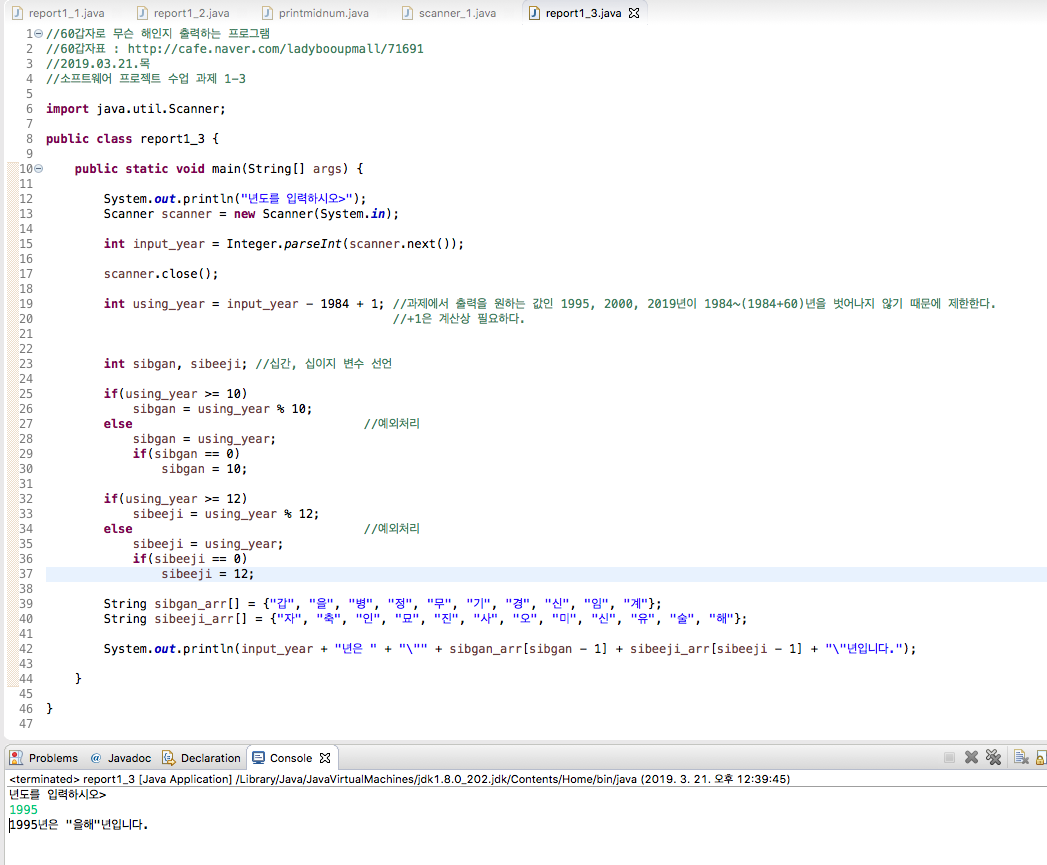 report1_1.java report1_2.java printmidnum.java scanner_1.java report1_3.java
1 //60갑자로 무슨 해인지 출력하는 프로그램
2 //60갑자표 : http://cafe.naver.com/ladybooupmall/71691
3 //2019.03.21.목
4 //소프트웨어 프로젝트 수업 과제 1-3
5
6 import java.util.Scanner;
7
8 public class report1_3 {
9
10 public static void main(String[] args) {
11
12 System.out.println("년도를 입력하시오>");
13 Scanner scanner = new Scanner(System.in);
14
15 int input_year = Integer.parseInt(scanner.next());
16
17 scanner.close();
18
19 int using_year = input_year - 1984 + 1; //과제에서 출력을 원하는 값인 1995, 2000, 2019년이 1984~(1984+60)년을 벗어나지 않기 때문에 제한한다.
20 //+1은 계산상 필요하다.
21
22
23 int sibgan, sibeeji; //십간, 십이지 변수 선언
24
25 if(using_year >= 10)
26 sibgan = using_year % 10;
27 else //예외처리
28 sibgan = using_year;
29 if(sibgan == 0)
30 sibgan = 10;
31
32 if(using_year >= 12)
33 sibeeji = using_year % 12;
34 else //예외처리
35 sibeeji = using_year;
36 if(sibeeji == 0)
37 sibeeji = 12;
38
39 String sibgan_arr[] = {"갑", "을", "병", "정", "무", "기", "경", "신", "임", "계"};
40 String sibeeji_arr[] = {"자", "축", "인", "묘", "진", "사", "오", "미", "신", "유", "술", "해"};
41
42 System.out.println(input_year + "년은 " + "\"" + sibgan_arr[sibgan - 1] + sibeeji_arr[sibeeji - 1] + "\"년입니다.");
43
44 }
45
46 }
47
Problems @ Javadoc Declaration Console
<terminated> report1_3 [Java Application] /Library/Java/JavaVirtualMachines/jdk1.8.0_202.jdk/Contents/Home/bin/java (2019. 3. 21. 오후 12:39:45)
년도를 입력하시오>
1995
1995년은 "을해"년입니다.